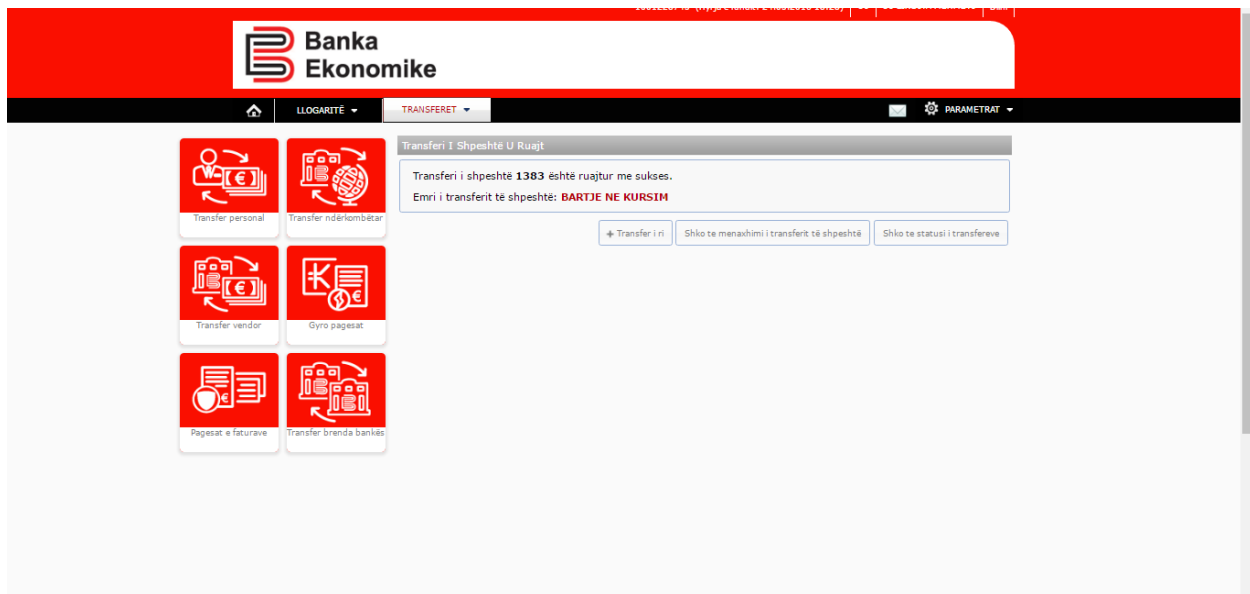 Banka
Ekonomike
LLOGARITË
TRANSFERET
PARAMETRAT
Transferi I Shpeshtë U Ruajt
Transferi i shpeshtë 1383 është ruajtur me sukses.
Emri i transferit të shpeshtë: BARTJE NE KURSIM
+ Transfer i ri
Shko te menaxhimi i transferit të shpeshtë
Shko te statusi i transfereve
Transfer personal
Transfer ndërkombëtar
Transfer vendor
Gyro pagesat
Pagesat e faturave
Transfer brenda bankës